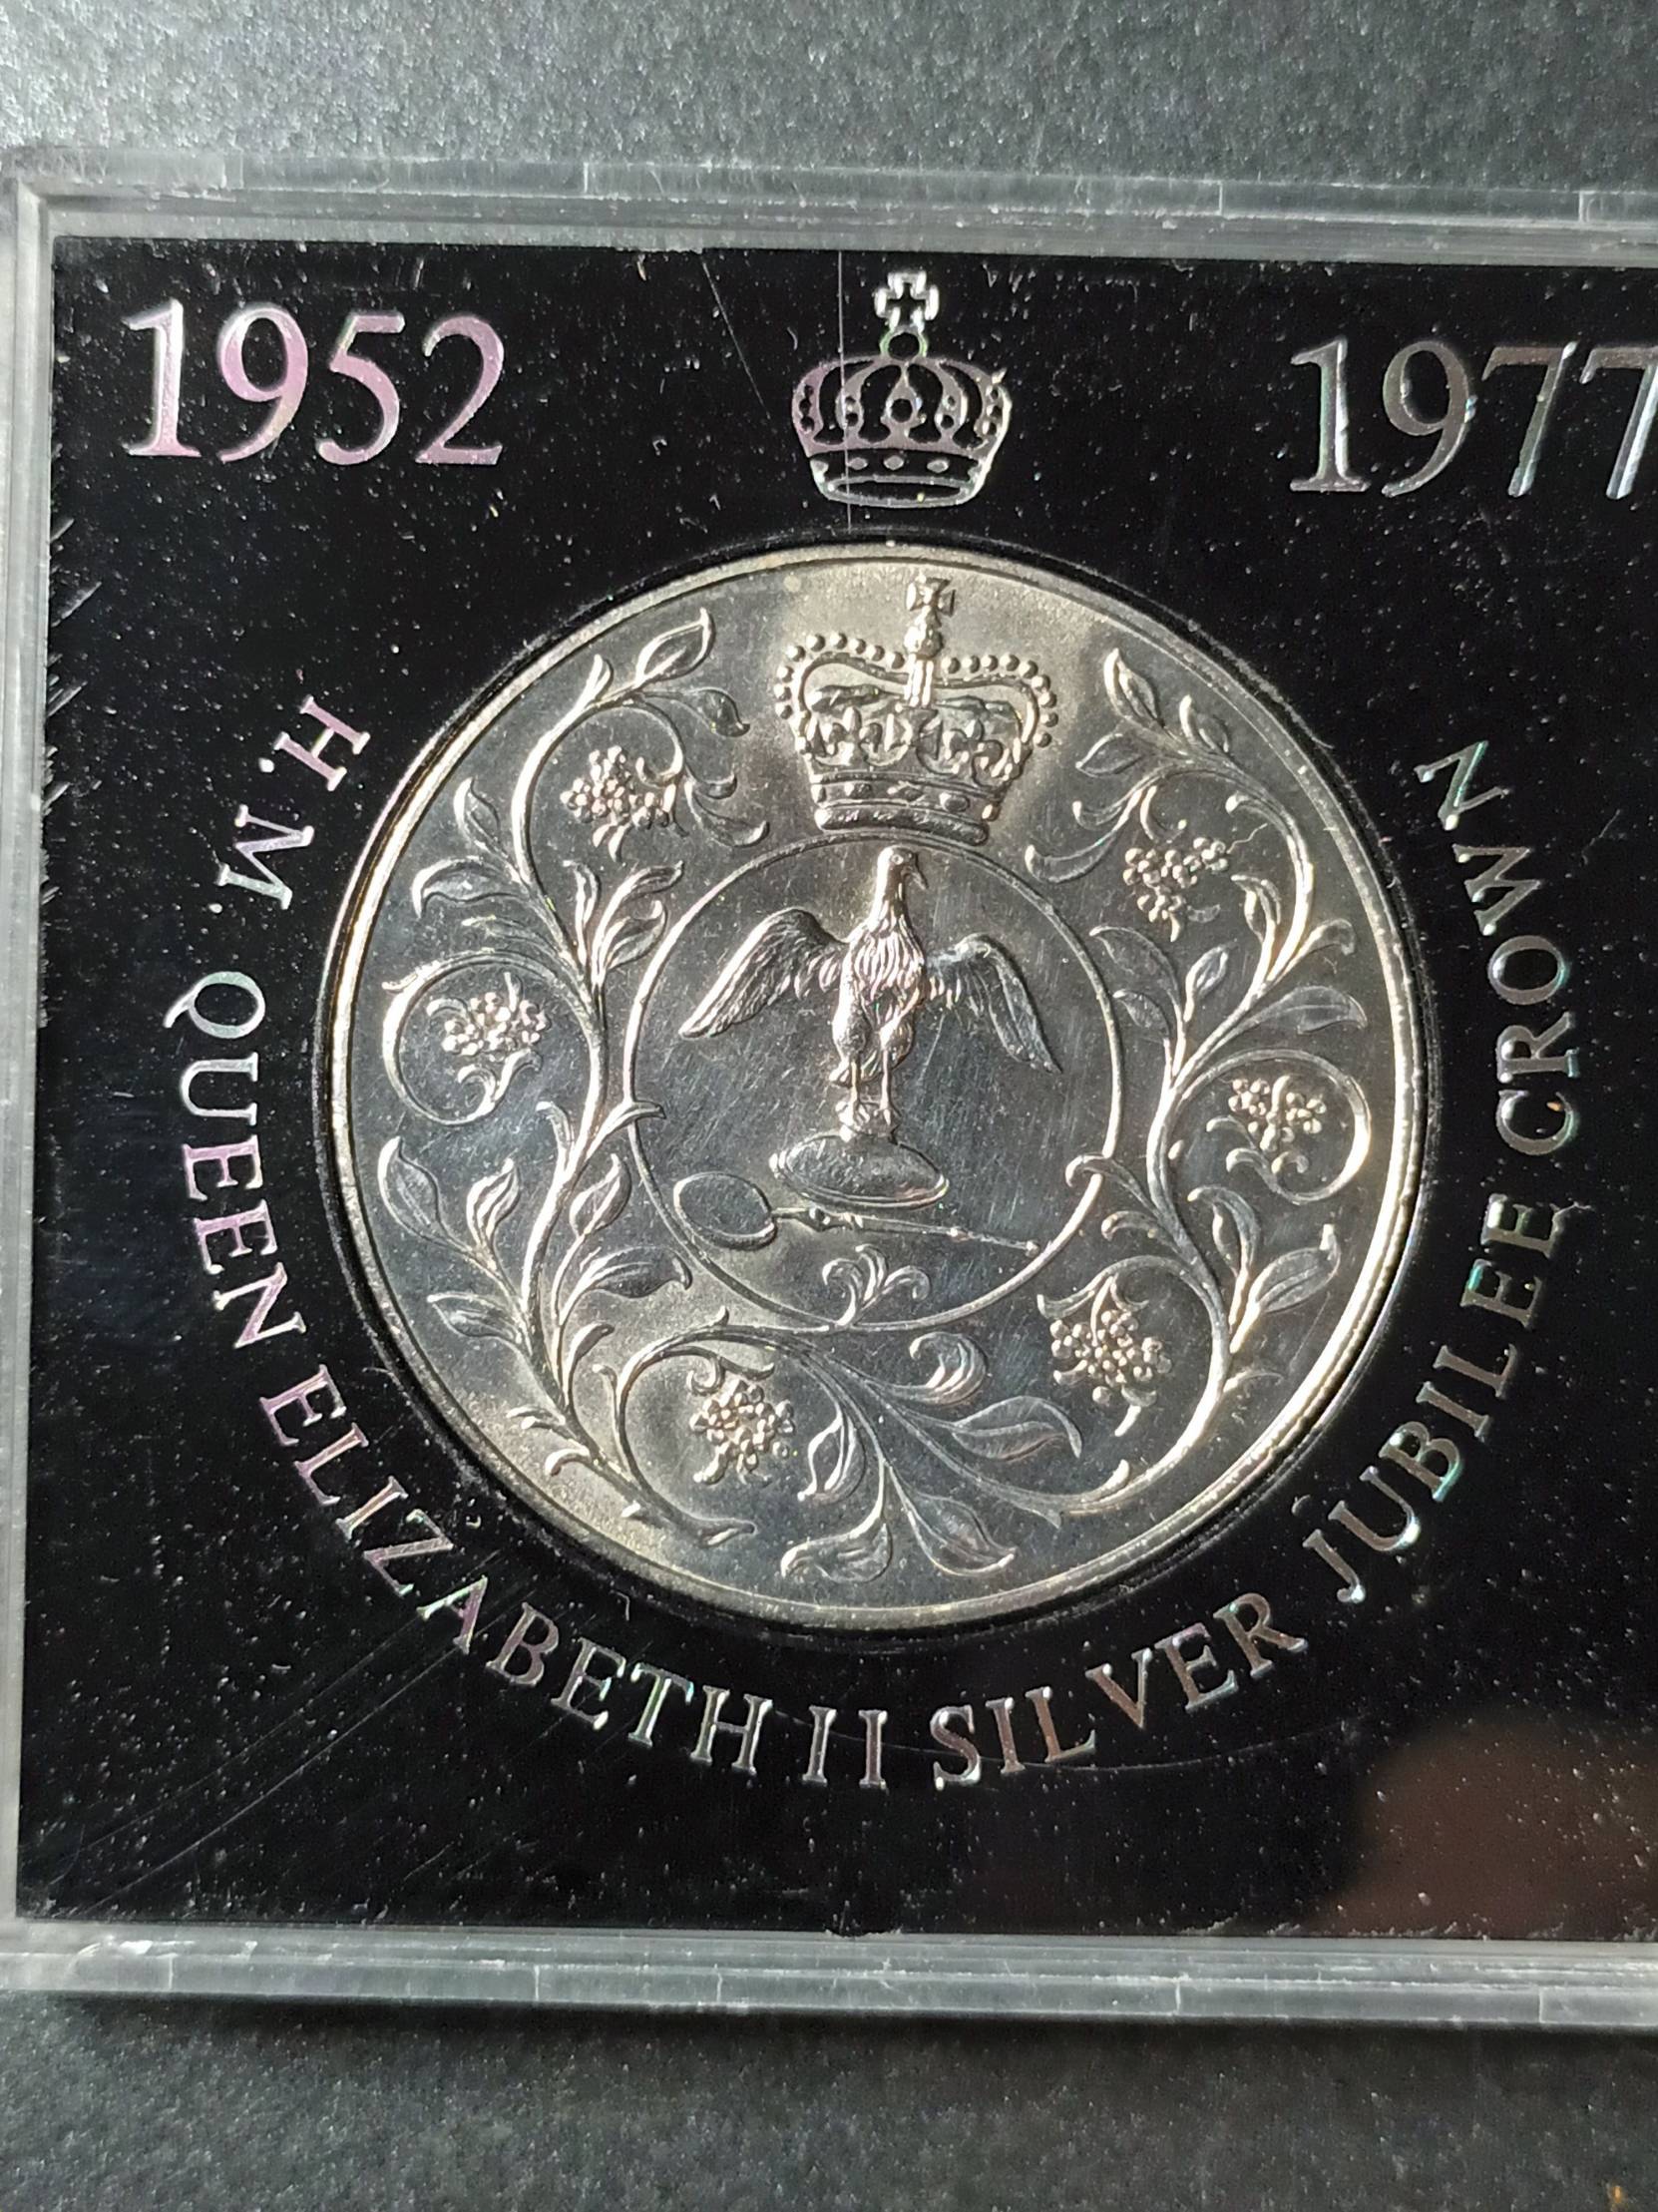 1952
1977
H.M. QUEEN ELIZABETH II SILVER JUBILEE CROWN